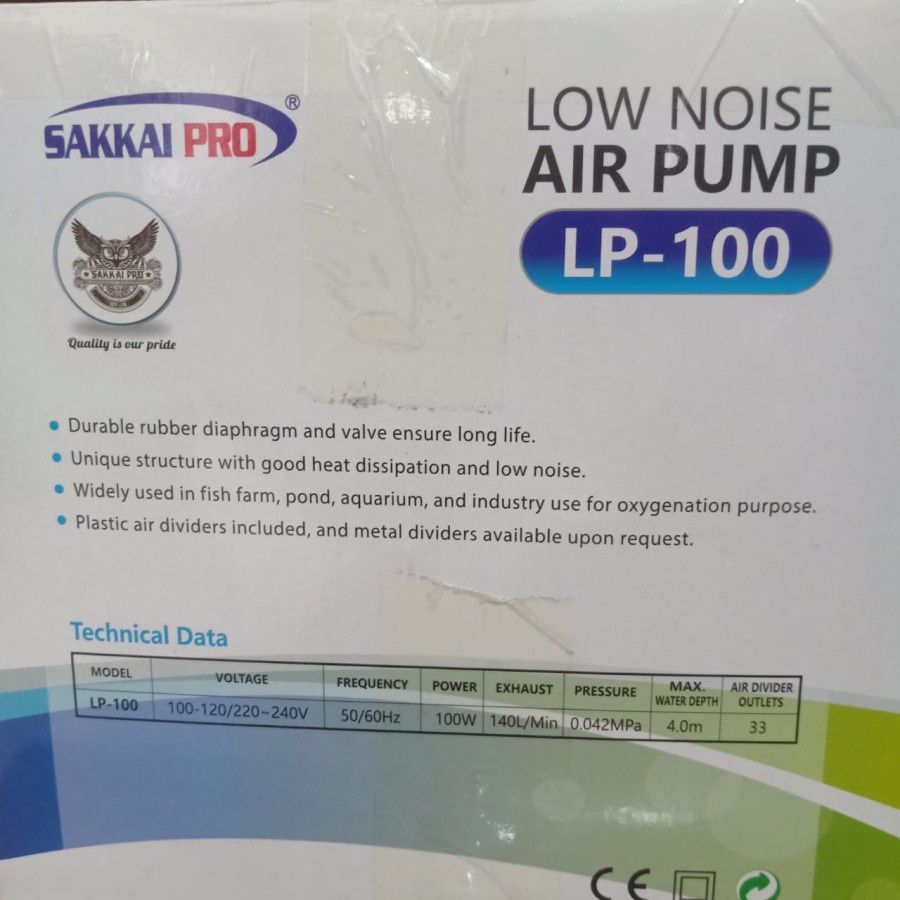 SAKKAI PRO®
LOW NOISE
AIR PUMP
LP-100
SAKKAI PRO
Quality is our pride
Durable rubber diaphragm and valve ensure long life.
Unique structure with good heat dissipation and low noise.
Widely used in fish farm, pond, aquarium, and industry use for oxygenation purpose.
Plastic air dividers included, and metal dividers available upon request.
Technical Data
MODEL VOLTAGE FREQUENCY POWER EXHAUST PRESSURE MAX. WATER DEPTH AIR DIVIDER OUTLETS
LP-100 100-120/220~240V 50/60Hz 100W 140L/Min 0.042MPa 4.0m 33
CE